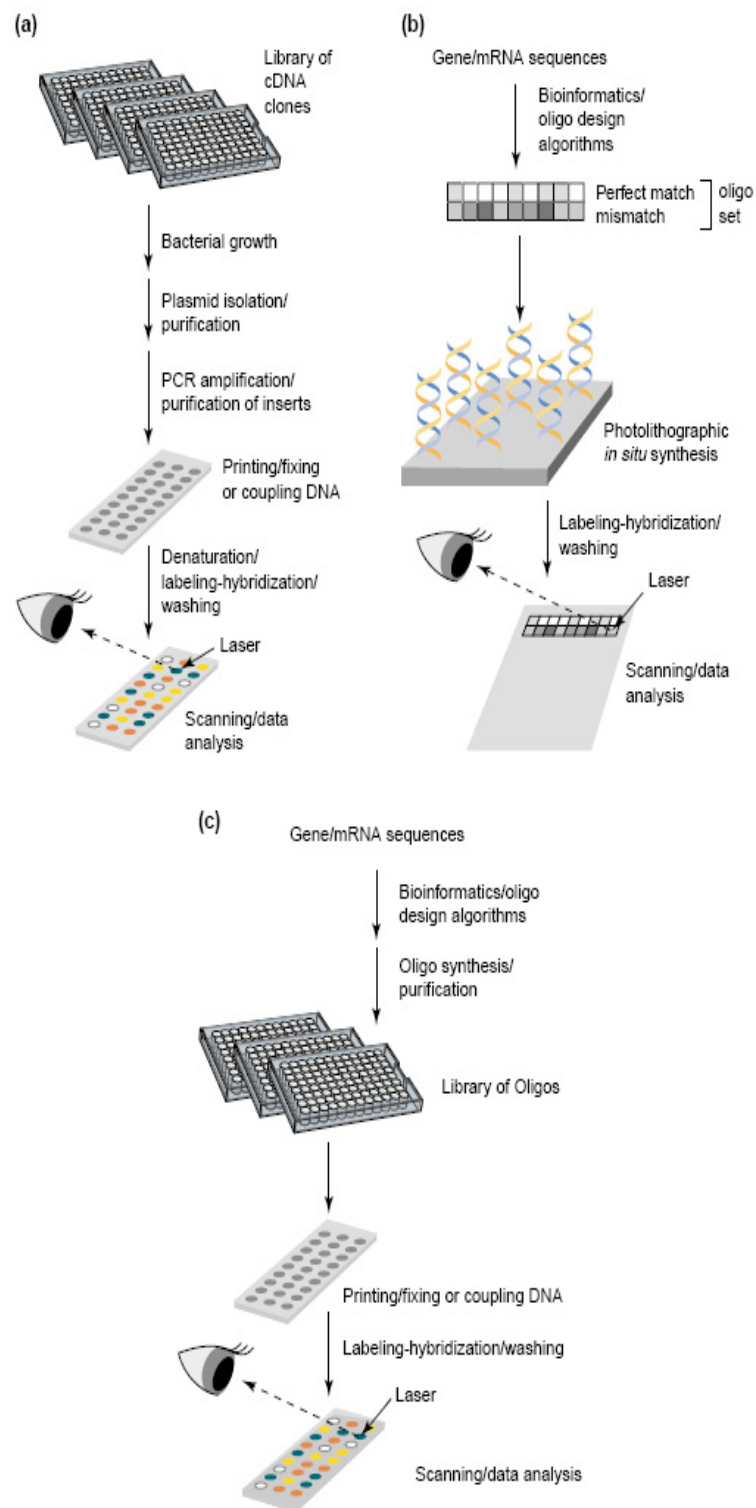 (a)
Library of
cDNA
clones
Bacterial growth
Plasmid isolation/
purification
PCR amplification/
purification of inserts
Printing/fixing
or coupling DNA
Denaturation/
labeling-hybridization/
washing
Laser
Scanning/data
analysis
(b)
Gene/mRNA sequences
Bioinformatics/
oligo design
algorithms
Perfect match oligo
mismatch set
Photolithographic
in situ synthesis
Labeling-hybridization/
washing
Laser
Scanning/data
analysis
(c)
Gene/mRNA sequences
Bioinformatics/oligo
design algorithms
Oligo synthesis/
purification
Library of Oligos
Printing/fixing or coupling DNA
Labeling-hybridization/washing
Laser
Scanning/data analysis